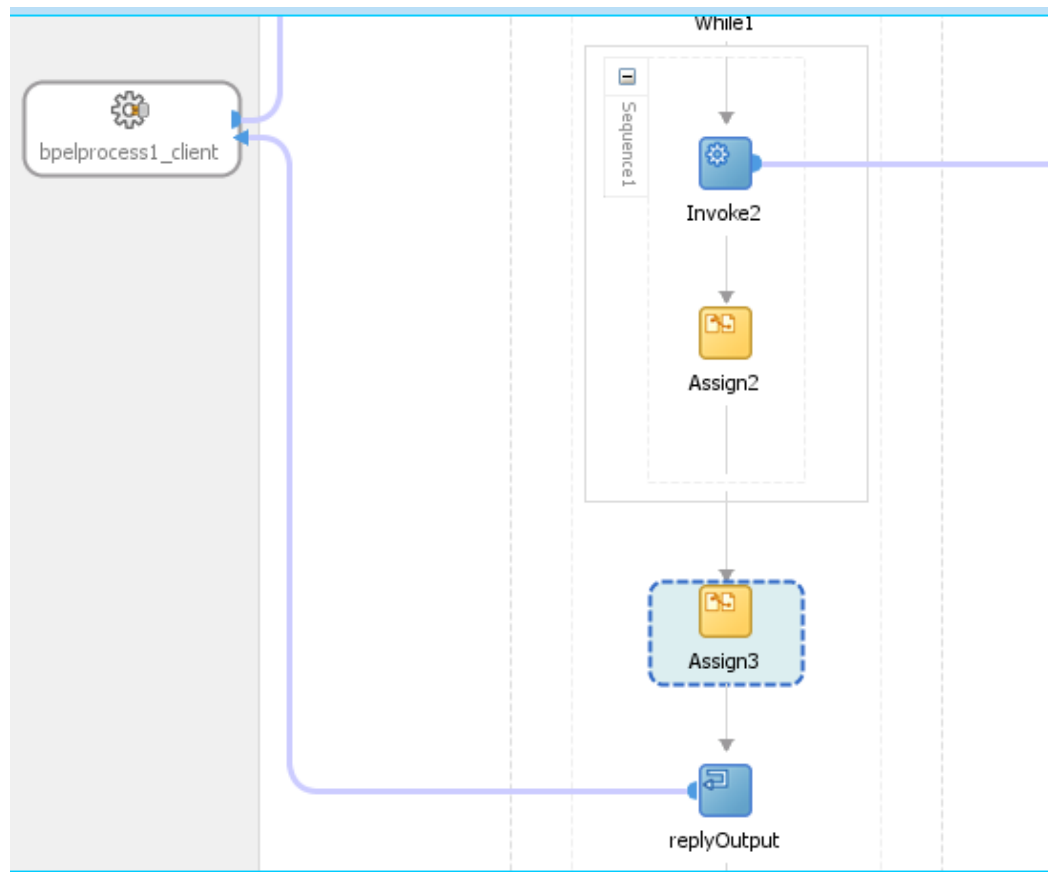 While1
bpelprocess1_client
Sequence1
Invoke2
Assign2
Assign3
replyOutput